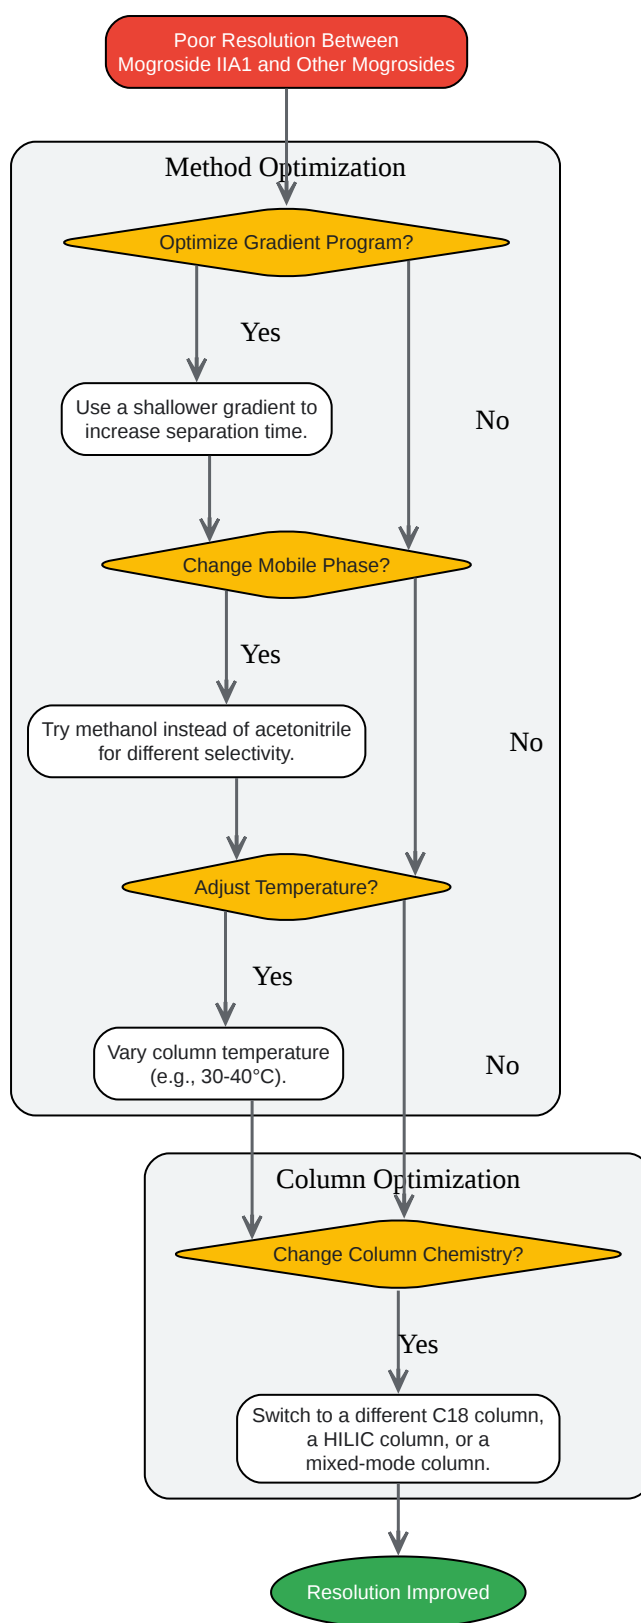 Poor Resolution Between
Mogroside IIA1 and Other Mogrosides
Method Optimization
Optimize Gradient Program?
Yes
Use a shallower gradient to
increase separation time.
No
Change Mobile Phase?
Yes
Try methanol instead of acetonitrile
for different selectivity.
No
Adjust Temperature?
Yes
Vary column temperature
(e.g., 30-40°C).
No
Column Optimization
Change Column Chemistry?
Yes
Switch to a different C18 column,
a HILIC column, or a
mixed-mode column.
Resolution Improved